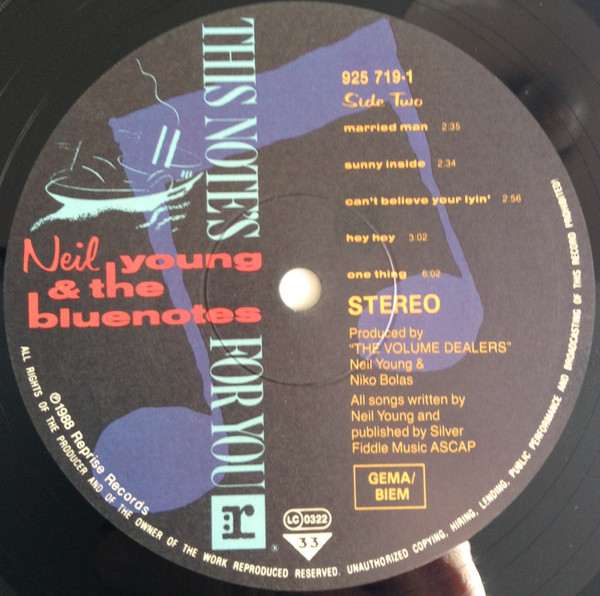 THIS NOTE'S FOR YOU
Neil young
& the
bluenotes
925 719-1
Side Two
married man 2:35
sunny inside 2:34
can't believe your lyin' 2:56
hey hey 3:02
one thing 6:02
STEREO
Produced by
"THE VOLUME DEALERS"
Neil Young &
Niko Bolas
All songs written by
Neil Young and
published by Silver
Fiddle Music ASCAP
GEMA/
BIEM
r
®
LC 0322
33
℗1988 Reprise Records
ALL RIGHTS OF THE PRODUCER AND OF THE OWNER OF THE WORK REPRODUCED RESERVED. UNAUTHORIZED COPYING, HIRING, LENDING, PUBLIC PERFORMANCE AND BROADCASTING OF THIS RECORD PROHIBITED!